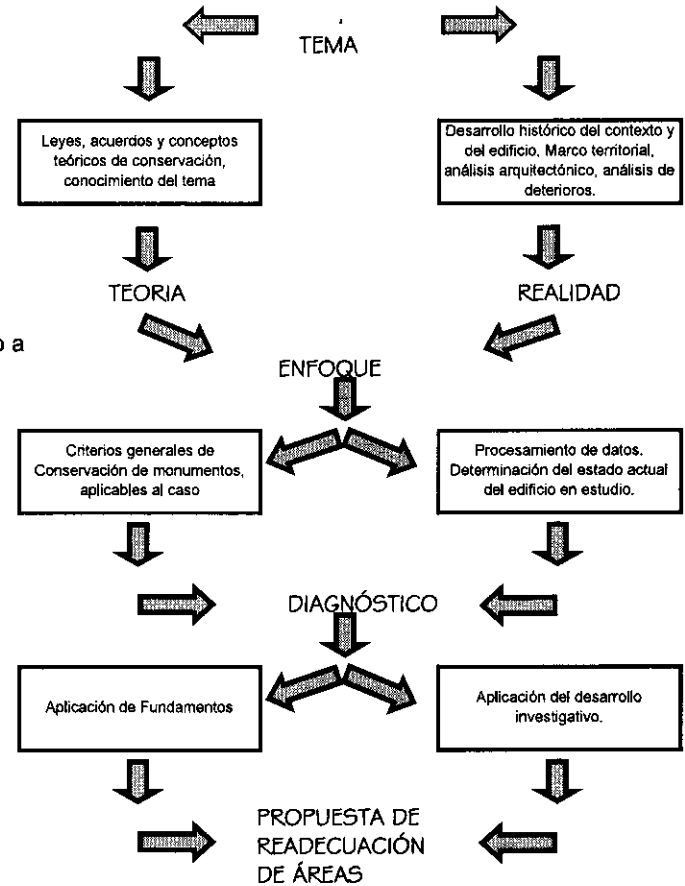 TEMA
Leyes, acuerdos y conceptos
teóricos de conservación,
conocimiento del tema
Desarrollo histórico del contexto y
del edificio, Marco territorial,
análisis arquitectónico, análisis de
deterioros.
TEORIA
REALIDAD
o a
ENFOQUE
Criterios generales de
Conservación de monumentos,
aplicables al caso
Procesamiento de datos.
Determinación del estado actual
del edificio en estudio.
DIAGNÓSTICO
Aplicación de Fundamentos
Aplicación del desarrollo
investigativo.
PROPUESTA DE
READECUACIÓN
DE ÁREAS